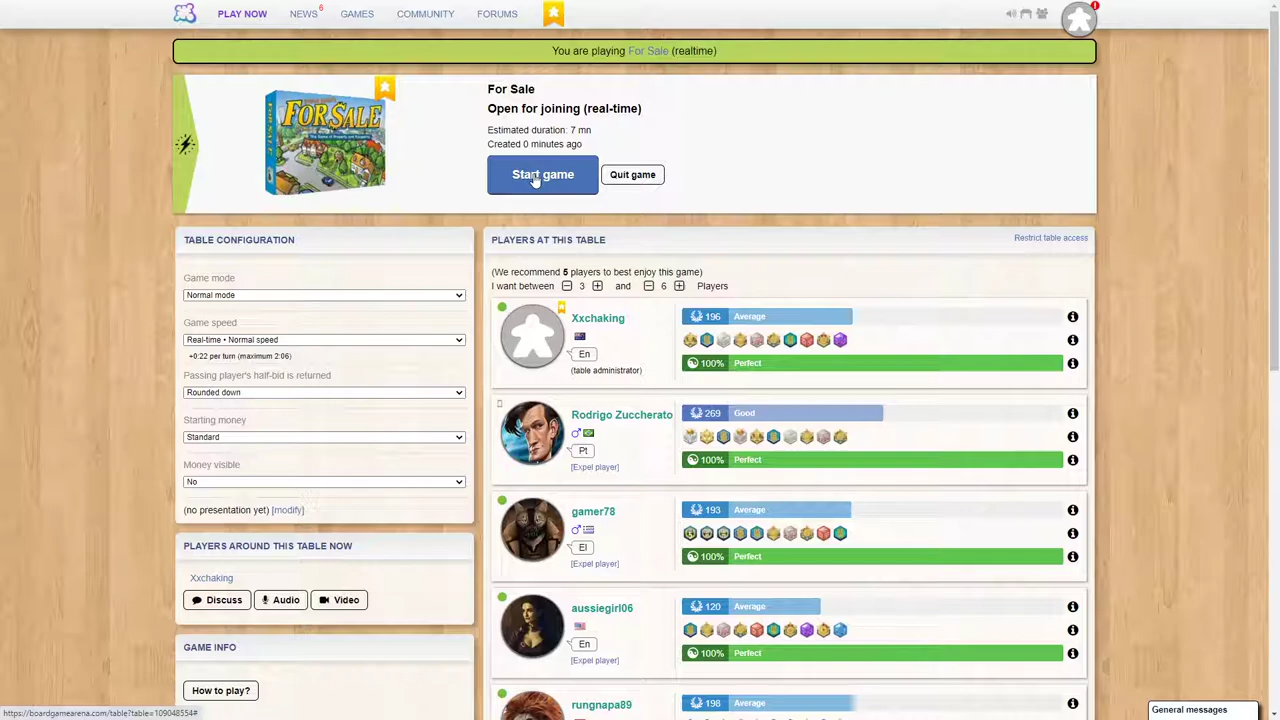 PLAY NOW NEWS 6 GAMES COMMUNITY FORUMS
You are playing For Sale (realtime)
FOR SALE
For Sale
Open for joining (real-time)
Estimated duration: 7 mn
Created 0 minutes ago
Start game Quit game
TABLE CONFIGURATION
Game mode
Normal mode
Game speed
Real-time • Normal speed
+0:22 per turn (maximum 2:06)
Passing player's half-bid is returned
Rounded down
Starting money
Standard
Money visible
No
(no presentation yet) [modify]
PLAYERS AROUND THIS TABLE NOW
Xxchaking
Discuss Audio Video
GAME INFO
How to play?
PLAYERS AT THIS TABLE Restrict table access
(We recommend 5 players to best enjoy this game)
I want between 3 and 6 Players
Xxchaking 196 Average
En
(table administrator)
100% Perfect
Rodrigo Zuccherato 269 Good
Pt
[Expel player]
100% Perfect
gamer78 193 Average
El
[Expel player]
100% Perfect
aussiegirl06 120 Average
En
[Expel player]
100% Perfect
rungnapa89 198 Average
https://boardgamearena.com/table?table=109048554#
General messages